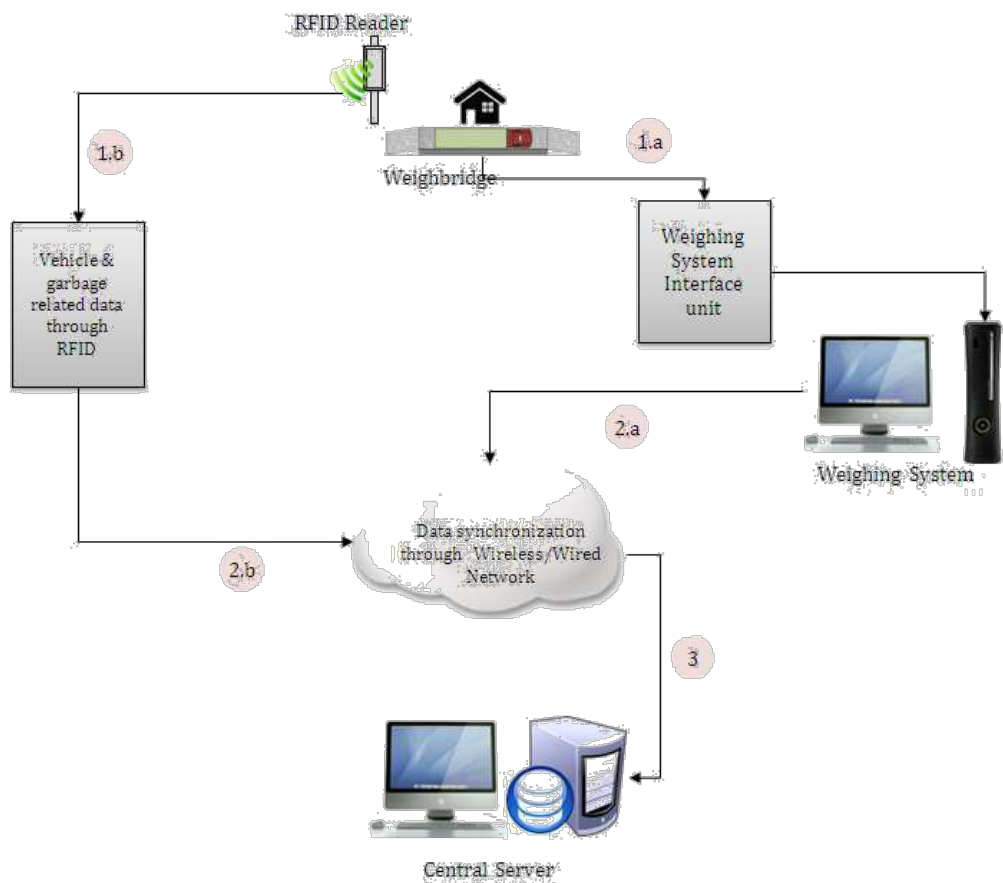 RFID Reader
1.a
1.b
Weighbridge
Weighing
System
Interface
unit
Vehicle &
garbage
related data
through
RFID
2.a
Weighing System
Data synchronization
through Wireless/Wired
Network
2.b
3
Central Server